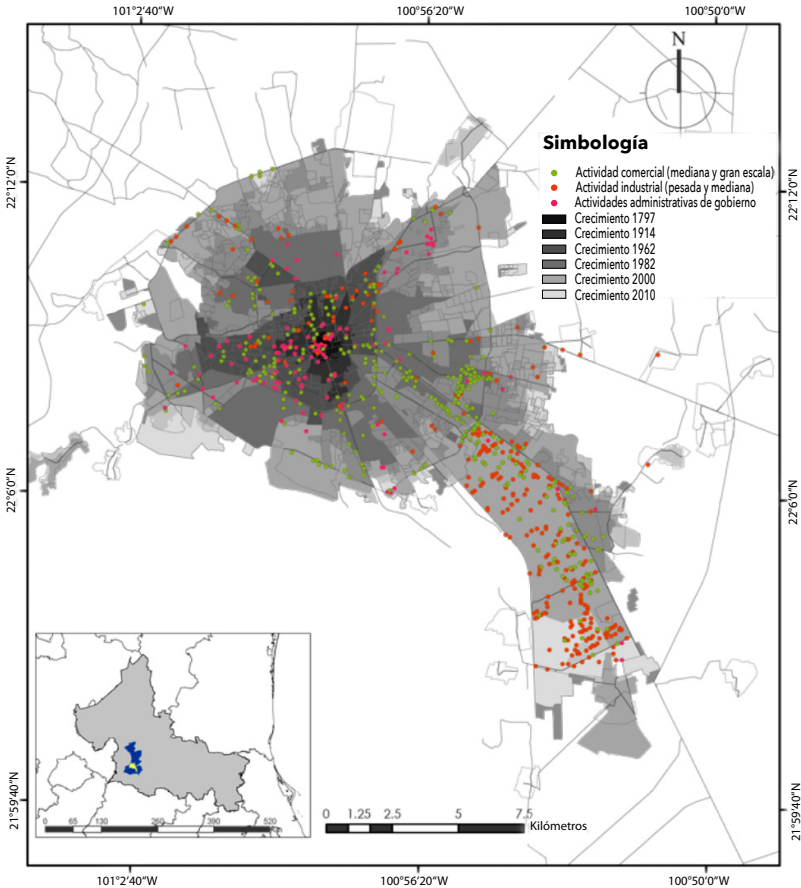 101°2'40"W 100°56'20"W 100°50'0"W
N
Simbología
Actividad comercial (mediana y gran escala)
Actividad industrial (pesada y mediana)
Actividades administrativas de gobierno
Crecimiento 1797
Crecimiento 1914
Crecimiento 1962
Crecimiento 1982
Crecimiento 2000
Crecimiento 2010
22°12'0"N 22°12'0"N
22°6'0"N 22°6'0"N
21°59'40"N 21°59'40"N
0 65 130 260 390 520
0 1.25 2.5 5 7.5
Kilómetros
101°2'40"W 100°56'20"W 100°50'0"W